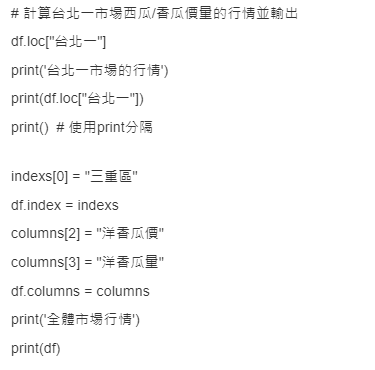 # 計算台北一市場西瓜/香瓜價量的行情並輸出
df.loc["台北一"]
print('台北一市場的行情')
print(df.loc["台北一"])
print()  # 使用print分隔
indexs[0] = "三重區"
df.index = indexs
columns[2] = "洋香瓜價"
columns[3] = "洋香瓜量"
df.columns = columns
print('全體市場行情')
print(df)